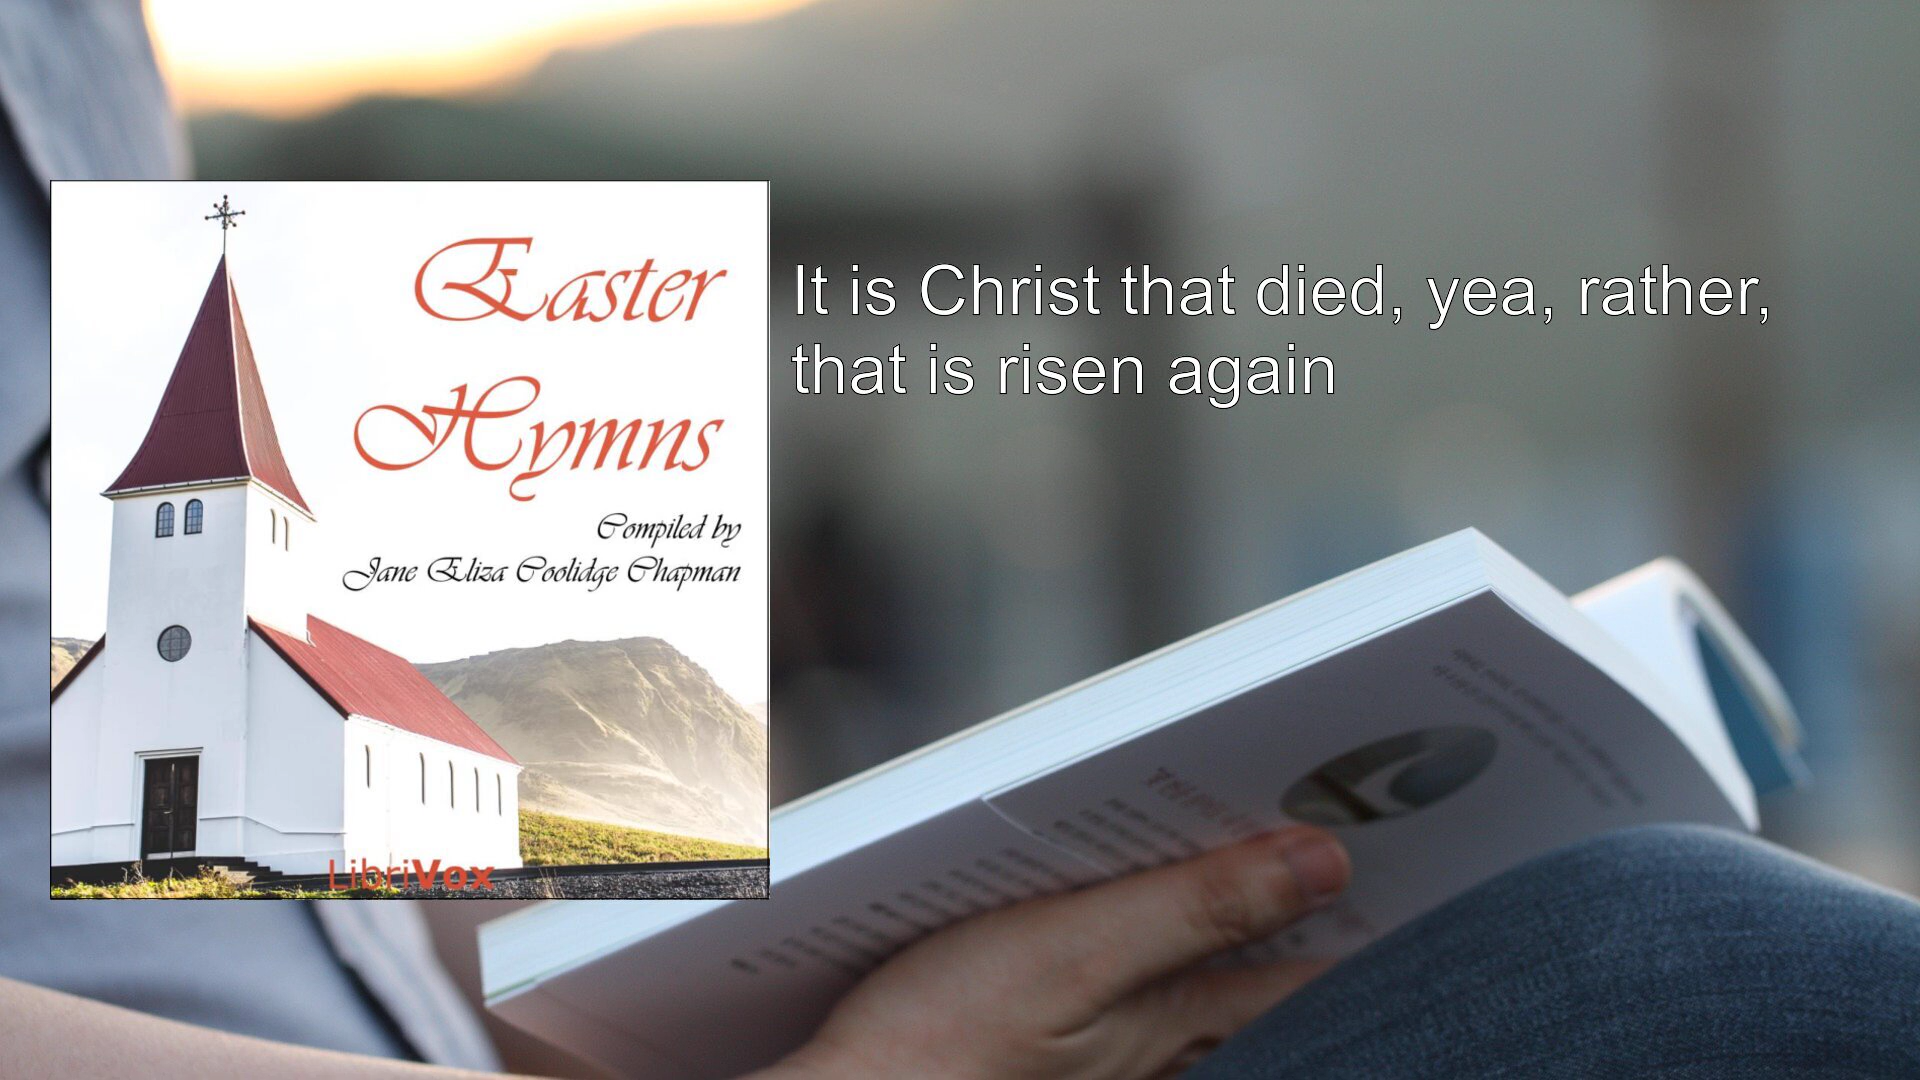 Easter
Hymns
Compiled by
Jane Eliza Coolidge Chapman
LibriVox
It is Christ that died, yea, rather,
that is risen again